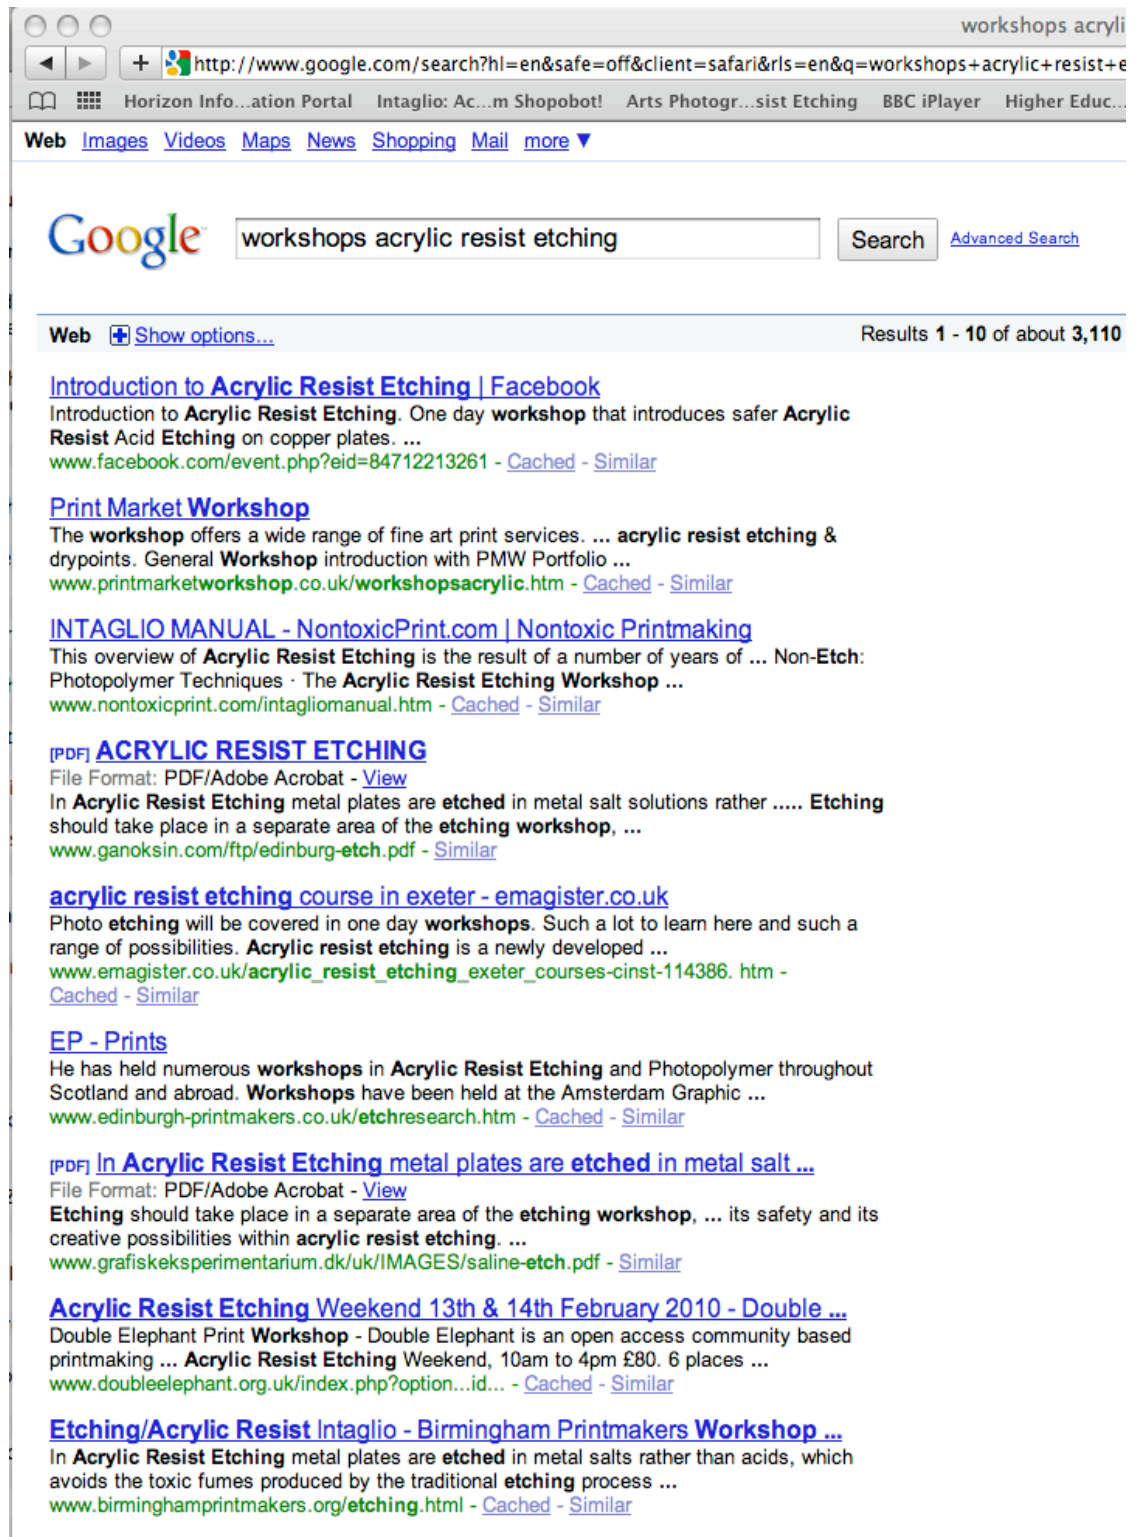 workshops acryli
http://www.google.com/search?hl=en&safe=off&client=safari&rls=en&q=workshops+acrylic+resist+e
Horizon Info...ation Portal Intaglio: Ac...m Shopobot! Arts Photogr...sist Etching BBC iPlayer Higher Educ...
Web Images Videos Maps News Shopping Mail more ▼
Google workshops acrylic resist etching Search Advanced Search
Web Show options... Results 1 - 10 of about 3,110
Introduction to Acrylic Resist Etching | Facebook
Introduction to Acrylic Resist Etching. One day workshop that introduces safer Acrylic
Resist Acid Etching on copper plates. ...
www.facebook.com/event.php?eid=84712213261 - Cached - Similar
Print Market Workshop
The workshop offers a wide range of fine art print services. ... acrylic resist etching &
drypoints. General Workshop introduction with PMW Portfolio ...
www.printmarketworkshop.co.uk/workshopsacrylic.htm - Cached - Similar
INTAGLIO MANUAL - NontoxicPrint.com | Nontoxic Printmaking
This overview of Acrylic Resist Etching is the result of a number of years of ... Non-Etch:
Photopolymer Techniques · The Acrylic Resist Etching Workshop ...
www.nontoxicprint.com/intagliomanual.htm - Cached - Similar
[PDF] ACRYLIC RESIST ETCHING
File Format: PDF/Adobe Acrobat - View
In Acrylic Resist Etching metal plates are etched in metal salt solutions rather ..... Etching
should take place in a separate area of the etching workshop, ...
www.ganoksin.com/ftp/edinburg-etch.pdf - Similar
acrylic resist etching course in exeter - emagister.co.uk
Photo etching will be covered in one day workshops. Such a lot to learn here and such a
range of possibilities. Acrylic resist etching is a newly developed ...
www.emagister.co.uk/acrylic_resist_etching_exeter_courses-cinst-114386. htm -
Cached - Similar
EP - Prints
He has held numerous workshops in Acrylic Resist Etching and Photopolymer throughout
Scotland and abroad. Workshops have been held at the Amsterdam Graphic ...
www.edinburgh-printmakers.co.uk/etchresearch.htm - Cached - Similar
[PDF] In Acrylic Resist Etching metal plates are etched in metal salt ...
File Format: PDF/Adobe Acrobat - View
Etching should take place in a separate area of the etching workshop, ... its safety and its
creative possibilities within acrylic resist etching. ...
www.grafiskeksperimentarium.dk/uk/IMAGES/saline-etch.pdf - Similar
Acrylic Resist Etching Weekend 13th & 14th February 2010 - Double ...
Double Elephant Print Workshop - Double Elephant is an open access community based
printmaking ... Acrylic Resist Etching Weekend, 10am to 4pm £80. 6 places ...
www.doubleelephant.org.uk/index.php?option...id... - Cached - Similar
Etching/Acrylic Resist Intaglio - Birmingham Printmakers Workshop ...
In Acrylic Resist Etching metal plates are etched in metal salts rather than acids, which
avoids the toxic fumes produced by the traditional etching process ...
www.birminghamprintmakers.org/etching.html - Cached - Similar